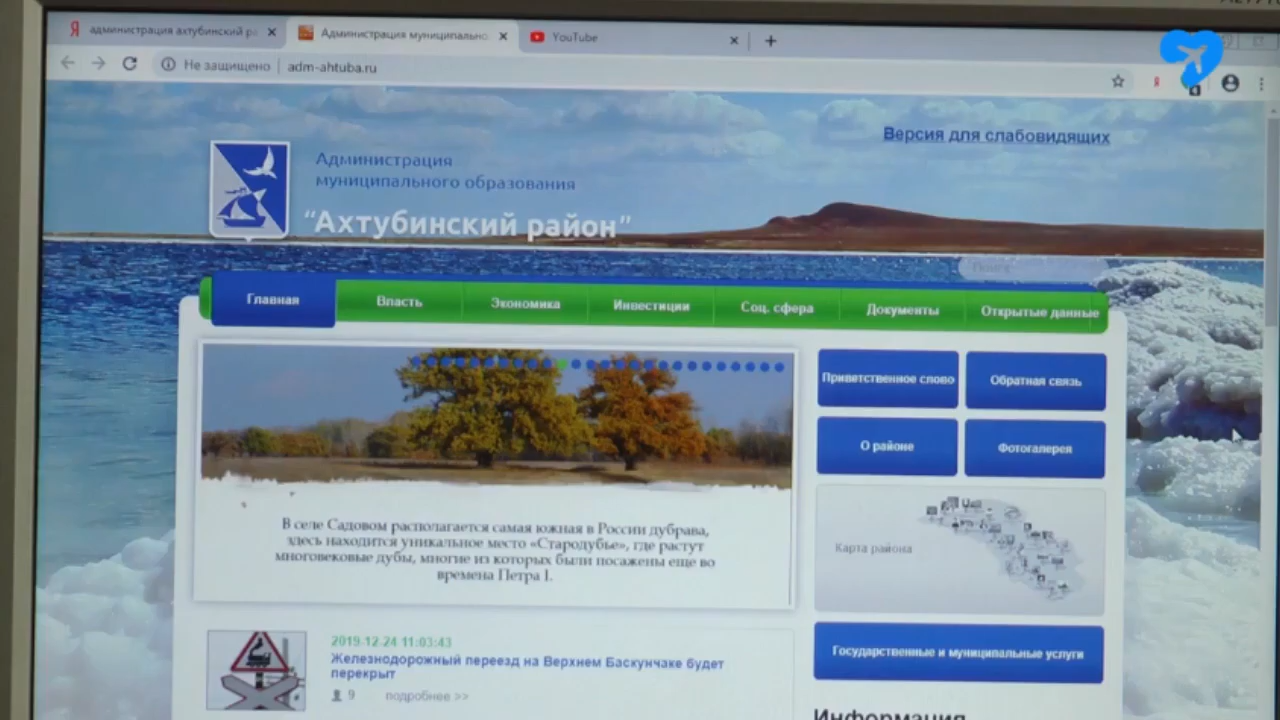 администрация ахтубинский р
Администрация муниципально
YouTube
Не защищено
adm-ahtuba.ru
Версия для слабовидящих
Администрация
муниципального образования
“Ахтубинский район”
Поиск
Главная
Власть
Экономика
Инвестиции
Соц. сфера
Документы
Открытые данные
Приветственное слово
Обратная связь
О районе
Фотогалерея
В селе Садовом располагается самая южная в России дубрава,
здесь находится уникальное место «Стародубье», где растут
многовековые дубы, многие из которых были посажены еще во
времена Петра I.
Карта района
2019-12-24 11:03:43
Железнодорожный переезд на Верхнем Баскунчаке будет
перекрыт
9
подробнее >>
Государственные и муниципальные услуги
Информация